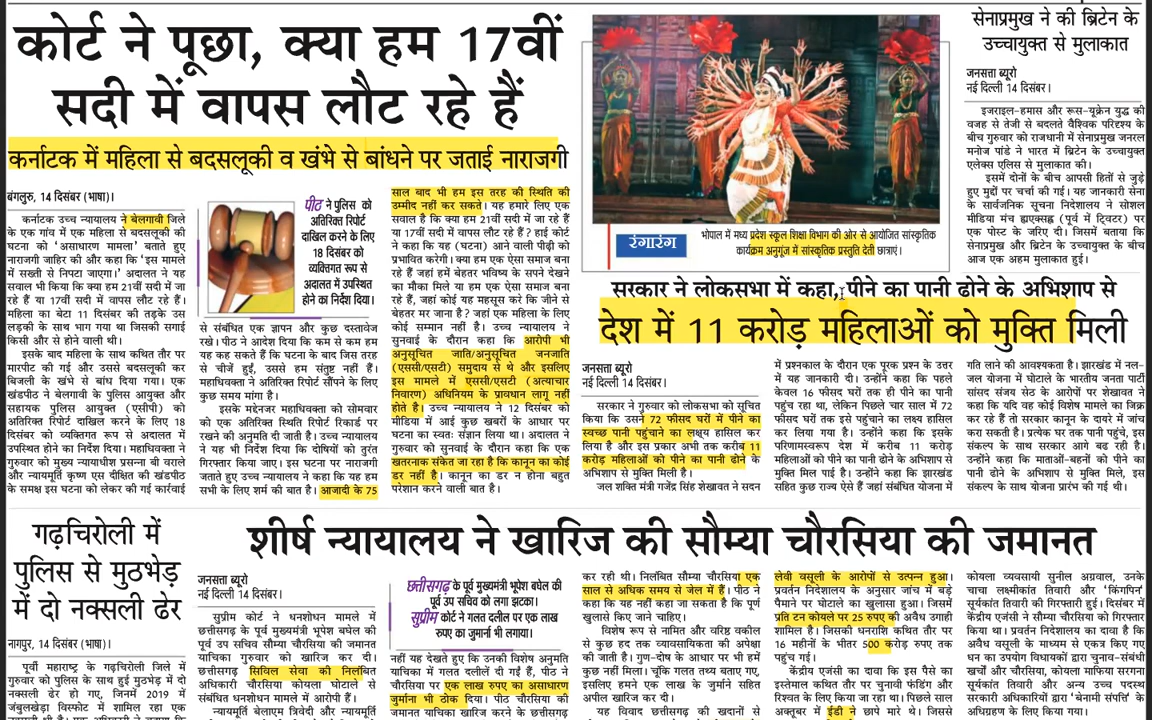 कोर्ट ने पूछा, क्या हम 17वीं
सदी में वापस लौट रहे हैं
कर्नाटक में महिला से बदसलूकी व खंभे से बांधने पर जताई नाराजगी
बंगलुरु, 14 दिसंबर (भाषा)।
कर्नाटक उच्च न्यायालय ने बेलगावी जिले
के एक गांव में एक महिला से बदसलूकी की
घटना को 'असाधारण मामला' बताते हुए
नाराजगी जाहिर की और कहा कि 'इस मामले
में सख्ती से निपटा जाएगा।' अदालत ने यह
सवाल भी किया कि क्या हम 21वीं सदी में जा
रहे हैं या 17वीं सदी में वापस लौट रहे हैं।
महिला का बेटा 11 दिसंबर की तड़के उस
लड़की के साथ भाग गया था जिसकी सगाई
किसी और से होने वाली थी।
इसके बाद महिला के साथ कथित तौर पर
मारपीट की गई और उससे बदसलूकी कर
बिजली के खंभे से बांध दिया गया। एक
खंडपीठ ने बेलगावी के पुलिस आयुक्त और
सहायक पुलिस आयुक्त (एसीपी) को
अतिरिक्त रिपोर्ट दाखिल करने के लिए 18
दिसंबर को व्यक्तिगत रूप से अदालत में
उपस्थित होने का निर्देश दिया। महाधिवक्ता ने
गुरुवार को मुख्य न्यायाधीश प्रसन्ना बी वराले
और न्यायमूर्ति कृष्ण एस दीक्षित की खंडपीठ
के समक्ष इस घटना को लेकर की गई कार्रवाई
पीठ ने पुलिस को
अतिरिक्त रिपोर्ट
दाखिल करने के लिए
18 दिसंबर को
व्यक्तिगत रूप से
अदालत में उपस्थित
होने का निर्देश दिया।
से संबंधित एक ज्ञापन और कुछ दस्तावेज
रखे। पीठ ने आदेश दिया कि कम से कम हम
यह कह सकते हैं कि घटना के बाद जिस तरह
से चीजें हुईं, उससे हम संतुष्ट नहीं हैं।
महाधिवक्ता ने अतिरिक्त रिपोर्ट सौंपने के लिए
कुछ समय मांगा है।
इसके मद्देनजर महाधिवक्ता को सोमवार
को एक अतिरिक्त स्थिति रिपोर्ट रिकार्ड पर
रखने की अनुमति दी जाती है। उच्च न्यायालय
ने यह भी निर्देश दिया कि दोषियों को तुरंत
गिरफ्तार किया जाए। इस घटना पर नाराजगी
जताते हुए उच्च न्यायालय ने कहा कि यह हम
सभी के लिए शर्म की बात है। आजादी के 75
साल बाद भी हम इस तरह की स्थिति की
उम्मीद नहीं कर सकते। यह हमारे लिए एक
सवाल है कि क्या हम 21वीं सदी में जा रहे हैं
या 17वीं सदी में वापस लौट रहे हैं? हाई कोर्ट
ने कहा कि यह (घटना) आने वाली पीढ़ी को
प्रभावित करेगी। क्या हम एक ऐसा समाज बना
रहे हैं जहां हमें बेहतर भविष्य के सपने देखने
का मौका मिले या हम एक ऐसा समाज बना
रहे हैं, जहां कोई यह महसूस करे कि जीने से
बेहतर मर जाना है? जहां एक महिला के लिए
कोई सम्मान नहीं है। उच्च न्यायालय ने
सुनवाई के दौरान कहा कि आरोपी भी
अनुसूचित जाति/अनुसूचित जनजाति
(एससी/एसटी) समुदाय से थे और इसलिए
इस मामले में एससी/एसटी (अत्याचार
निवारण) अधिनियम के प्रावधान लागू नहीं
होते है। उच्च न्यायालय ने 12 दिसंबर को
मीडिया में आई कुछ खबरों के आधार पर
घटना का स्वत: संज्ञान लिया था। अदालत ने
गुरुवार को सुनवाई के दौरान कहा कि एक
खतरनाक संकेत जा रहा है कि कानून का कोई
डर नहीं है। कानून का डर न होना बहुत
परेशान करने वाली बात है।
रंगारंग
भोपाल में मध्य प्रदेश स्कूल शिक्षा विभाग की ओर से आयोजित सांस्कृतिक
कार्यक्रम अनुगूंज में सांस्कृतिक प्रस्तुति देती छात्राएं।
सेनाप्रमुख ने की ब्रिटेन के
उच्चायुक्त से मुलाकात
जनसत्ता ब्यूरो
नई दिल्ली 14 दिसंबर।
इजराइल-हमास और रूस-यूक्रेन युद्ध की
वजह से तेजी से बदलते वैश्विक परिदृश्य के
बीच गुरुवार को राजधानी में सेनाप्रमुख जनरल
मनोज पांडे ने भारत में ब्रिटेन के उच्चायुक्त
एलेक्स एलिस से मुलाकात की।
इसमें दोनों के बीच आपसी हितों से जुड़े
हुए मुद्दों पर चर्चा की गई। यह जानकारी सेना
के सार्वजनिक सूचना निदेशालय ने सोशल
मीडिया मंच एक्स (पूर्व में ट्विटर) पर
एक पोस्ट के जरिए दी। जिसमें बताया कि
सेनाप्रमुख और ब्रिटेन के उच्चायुक्त के बीच
आज एक अहम मुलाकात हुई।
सरकार ने लोकसभा में कहा, पीने का पानी ढोने के अभिशाप से
देश में 11 करोड़ महिलाओं को मुक्ति मिली
जनसत्ता ब्यूरो
नई दिल्ली, 14 दिसंबर।
सरकार ने गुरुवार को लोकसभा को सूचित
किया कि उसने 72 फीसद घरों में पीने का
स्वच्छ पानी पहुंचाने का लक्ष्य हासिल कर
लिया है और इस प्रकार अभी तक करीब 11
करोड़ महिलाओं को पीने का पानी ढोने के
अभिशाप से मुक्ति मिली है।
जल शक्ति मंत्री गजेंद्र सिंह शेखावत ने सदन
में प्रश्नकाल के दौरान एक पूरक प्रश्न के उत्तर
में यह जानकारी दी। उन्होंने कहा कि पहले
केवल 16 फीसद घरों तक ही पीने का पानी
पहुंच रहा था, लेकिन पिछले चार साल में 72
फीसद घरों तक इसे पहुंचाने का लक्ष्य हासिल
कर लिया गया है। उन्होंने कहा कि इसके
परिणामस्वरूप देश में करीब 11 करोड़
महिलाओं को पीने का पानी ढोने के अभिशाप से
मुक्ति मिल पाई है। उन्होंने कहा कि झारखंड
सहित कुछ राज्य ऐसे हैं जहां संबंधित योजना में
गति लाने की आवश्यकता है। झारखंड में नल-
जल योजना में घोटाले के भारतीय जनता पार्टी
सांसद संजय सेठ के आरोपों पर शेखावत ने
कहा कि यदि वह कोई विशेष मामला का जिक्र
कर रहे हैं तो सरकार कानून के दायरे में जांच
करा सकती है। प्रत्येक घर तक पानी पहुंचे, इस
संकल्प के साथ सरकार आगे बढ़ रही है।
उन्होंने कहा कि माताओं-बहनों को पीने का
पानी ढोने के अभिशाप से मुक्ति मिले, इस
संकल्प के साथ योजना प्रारंभ की गई थी।
गढ़चिरोली में
पुलिस से मुठभेड़
में दो नक्सली ढेर
नागपुर, 14 दिसंबर (भाषा)।
पूर्वी महाराष्ट्र के गढ़चिरोली जिले में
गुरुवार को पुलिस के साथ हुई मुठभेड़ में दो
नक्सली ढेर हो गए, जिनमें 2019 में
जंबुलखेड़ा विस्फोट में शामिल रहा एक
शीर्ष न्यायालय ने खारिज की सौम्या चौरसिया की जमानत
जनसत्ता ब्यूरो
नई दिल्ली, 14 दिसंबर।
सुप्रीम कोर्ट ने धनशोधन मामले में
छत्तीसगढ़ के पूर्व मुख्यमंत्री भूपेश बघेल की
पूर्व उप सचिव सौम्या चौरसिया की जमानत
याचिका गुरुवार को खारिज कर दी।
छत्तीसगढ़ सिविल सेवा की निलंबित
अधिकारी चौरसिया कोयला घोटाले से
संबंधित धनशोधन मामले में आरोपी हैं।
न्यायमूर्ति बेलाएम त्रिवेदी और न्यायमूर्ति
छत्तीसगढ़ के पूर्व मुख्यमंत्री भूपेश बघेल की
पूर्व उप सचिव को लगा झटका।
सुप्रीम कोर्ट ने गलत दलील पर एक लाख
रुपए का जुर्माना भी लगाया।
नहीं यह देखते हुए कि उनकी विशेष अनुमति
याचिका में गलत दलीलें दी गई हैं, पीठ ने
चौरसिया पर एक लाख रुपए का असाधारण
जुर्माना भी ठोक दिया। पीठ चौरसिया की
जमानत याचिका खारिज करने के छत्तीसगढ़
कर रही थी। निलंबित सौम्या चौरसिया एक
साल से अधिक समय से जेल में हैं। पीठ ने
कहा कि यह नहीं कहा जा सकता है कि पूर्ण
खुलासे किए जाने चाहिए।
विशेष रूप से नामित और वरिष्ठ वकील
से कुछ हद तक व्यावसायिकता की अपेक्षा
की जाती है। गुण-दोष के आधार पर भी हमें
कुछ नहीं मिला। चूंकि गलत तथ्य बताए गए,
इसलिए हमने एक लाख के जुर्माने सहित
अपील खारिज कर दी।
यह विवाद छत्तीसगढ़ की खदानों से
लेवी वसूली के आरोपों से उत्पन्न हुआ।
प्रवर्तन निदेशालय के अनुसार जांच में बड़े
पैमाने पर घोटाले का खुलासा हुआ। जिसमें
प्रति टन कोयले पर 25 रुपए की अवैध उगाही
शामिल है। जिसकी धनराशि कथित तौर पर
16 महीनों के भीतर 500 करोड़ रुपए तक
पहुंच गई।
केंद्रीय एजंसी का दावा है कि इस पैसे का
इस्तेमाल कथित तौर पर चुनावी फंडिंग और
रिश्वत के लिए किया जा रहा था। पिछले साल
अक्तूबर में ईडी ने छापे मारे थे। जिससे
कोयला व्यवसायी सुनील अग्रवाल, उनके
चाचा लक्ष्मीकांत तिवारी और 'किंगपिन'
सूर्यकांत तिवारी की गिरफ्तारी हुई। दिसंबर में
केंद्रीय एजंसी ने सौम्या चौरसिया को गिरफ्तार
किया था। प्रवर्तन निदेशालय का दावा है कि
अवैध वसूली के माध्यम से एकत्र किए गए
धन का उपयोग विधायकों द्वारा चुनाव-संबंधी
खर्चों और चौरसिया, कोयला माफिया सरगना
सूर्यकांत तिवारी और अन्य उच्च पदस्थ
सरकारी अधिकारियों द्वारा 'बेनामी संपत्ति' के
अधिग्रहण के लिए किया गया।